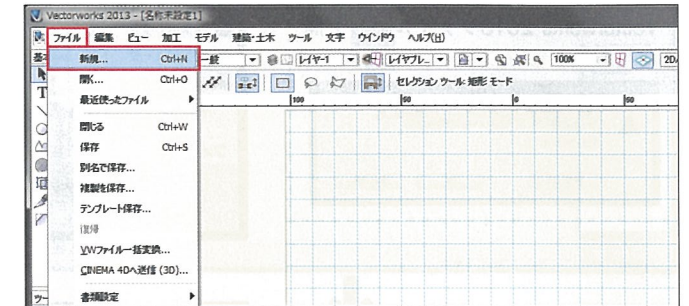 Vectorworks 2013 - [名称未設定1]
ファイル 編集 ビュー 加工 モデル 建築・土木 ツール 文字 ウインドウ ヘルプ(H)
新規... Ctrl+N
レイヤ-1 100% 2D/
開く... Ctrl+O
セレクション ツール: 矩形 モード
最近使ったファイル
100 50 0 50
閉じる Ctrl+W
保存 Ctrl+S
別名で保存...
複製を保存...
テンプレート保存...
復帰
VWファイル一括変換...
CINEMA 4Dへ送信 (3D)...
書類設定